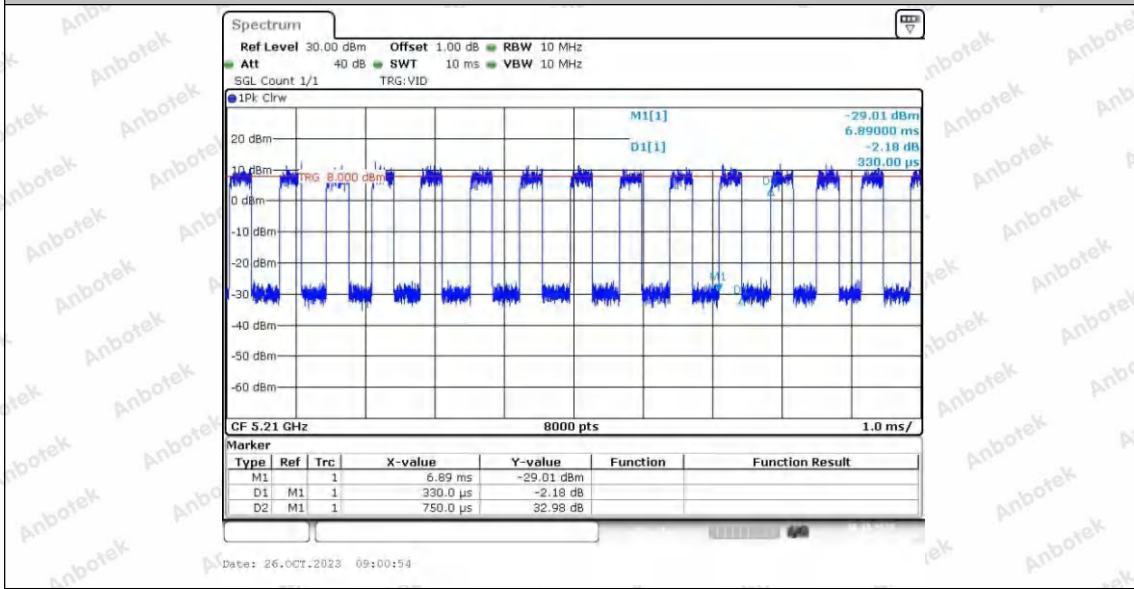 Spectrum
Ref Level 30.00 dBm Offset 1.00 dB RBW 10 MHz
Att 40 dB SWT 10 ms VBW 10 MHz
SGL Count 1/1 TRG:VID
1Pk Clrw
M1[1] -29.01 dBm
6.89000 ms
D1[1] -2.18 dB
330.00 µs
20 dBm
10 dBm
TRG 8.000 dBm
0 dBm
-10 dBm
-20 dBm
M1
-30
-40 dBm
-50 dBm
-60 dBm
CF 5.21 GHz 8000 pts 1.0 ms/
Marker
Type Ref Trc X-value Y-value Function Function Result
M1 1 6.89 ms -29.01 dBm
D1 M1 1 330.0 µs -2.18 dB
D2 M1 1 750.0 µs 32.98 dB
Date: 26.OCT.2023 09:00:54
Anbotek